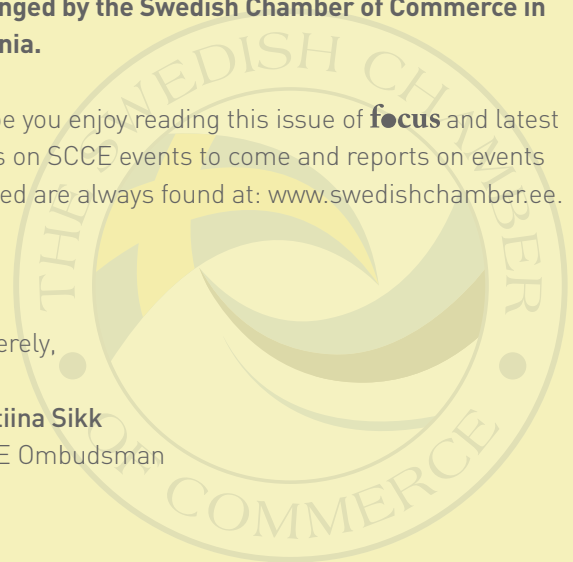 nged by the Swedish Chamber of Commerce in
nia.
e you enjoy reading this issue of focus and latest
s on SCCE events to come and reports on events
ed are always found at: www.swedishchamber.ee.
erely,
tiina Sikk
E Ombudsman
THE SWEDISH CHAMBER
OF COMMERCE